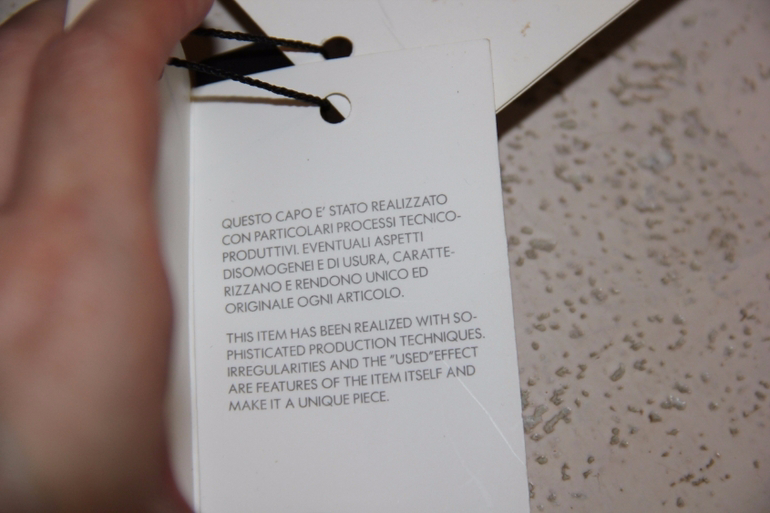 QUESTO CAPO E' STATO REALIZZATO
CON PARTICOLARI PROCESSI TECNICO-
PRODUTTIVI. EVENTUALI ASPETTI
DISOMOGENEI E DI USURA, CARATTE-
RIZZANO E RENDONO UNICO ED
ORIGINALE OGNI ARTICOLO.
THIS ITEM HAS BEEN REALIZED WITH SO-
PHISTICATED PRODUCTION TECHNIQUES.
IRREGULARITIES AND THE "USED"EFFECT
ARE FEATURES OF THE ITEM ITSELF AND
MAKE IT A UNIQUE PIECE.